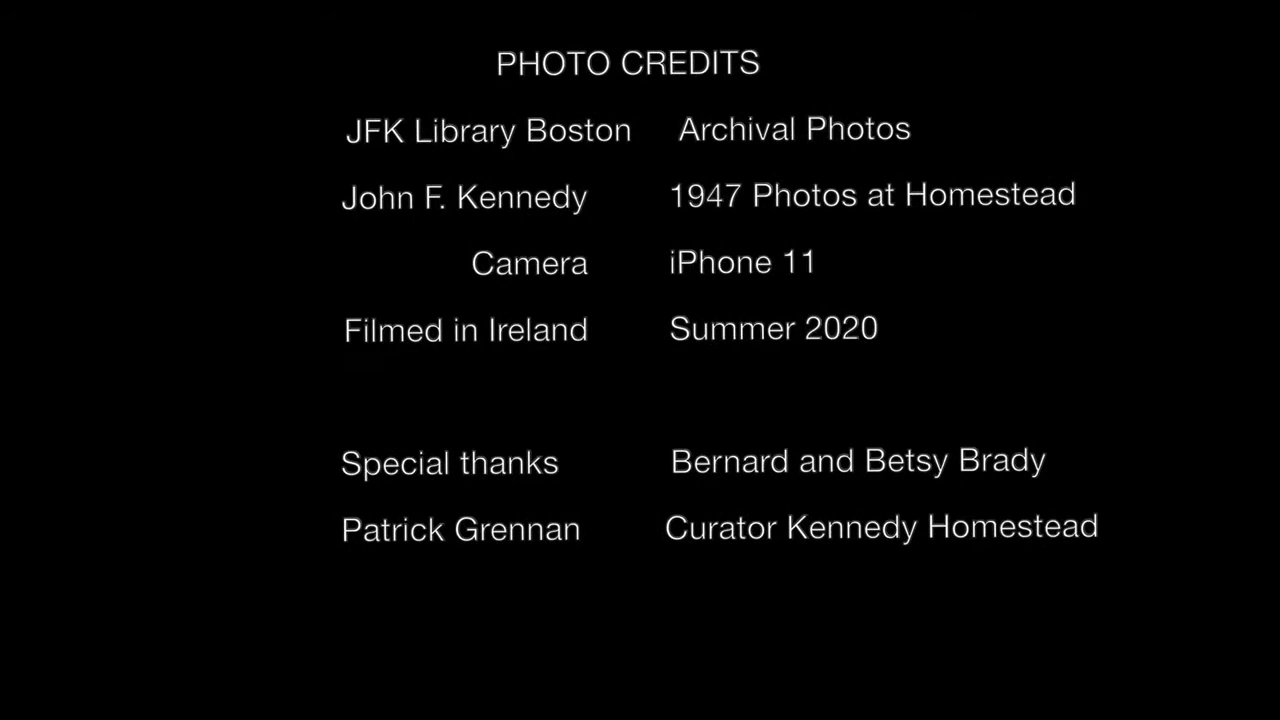 PHOTO CREDITS
JFK Library Boston Archival Photos
John F. Kennedy 1947 Photos at Homestead
Camera iPhone 11
Filmed in Ireland Summer 2020
Special thanks Bernard and Betsy Brady
Patrick Grennan Curator Kennedy Homestead